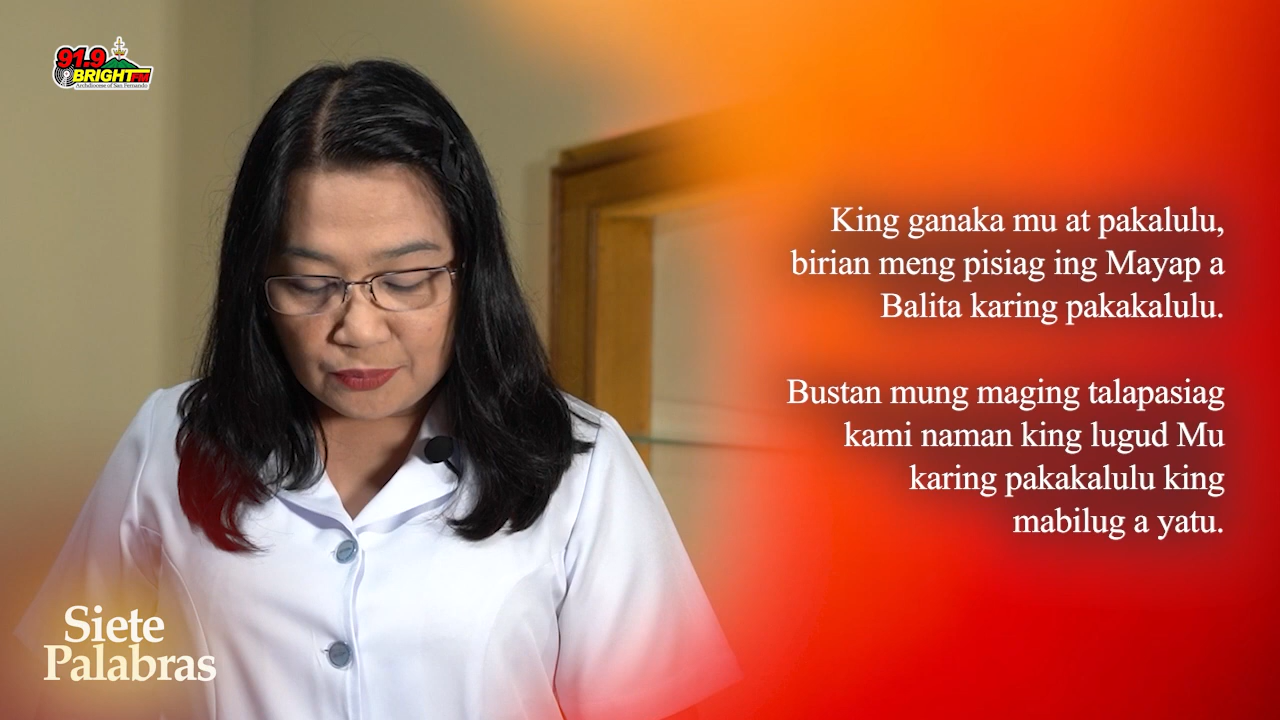 91.9
BRIGHT FM
Archdiocese of San Fernando
King ganaka mu at pakalulu,
birian meng pisiag ing Mayap a
Balita karing pakakalulu.
Bustan mung maging talapasiag
kami naman king lugud Mu
karing pakakalulu king
mabilug a yatu.
Siete
Palabras